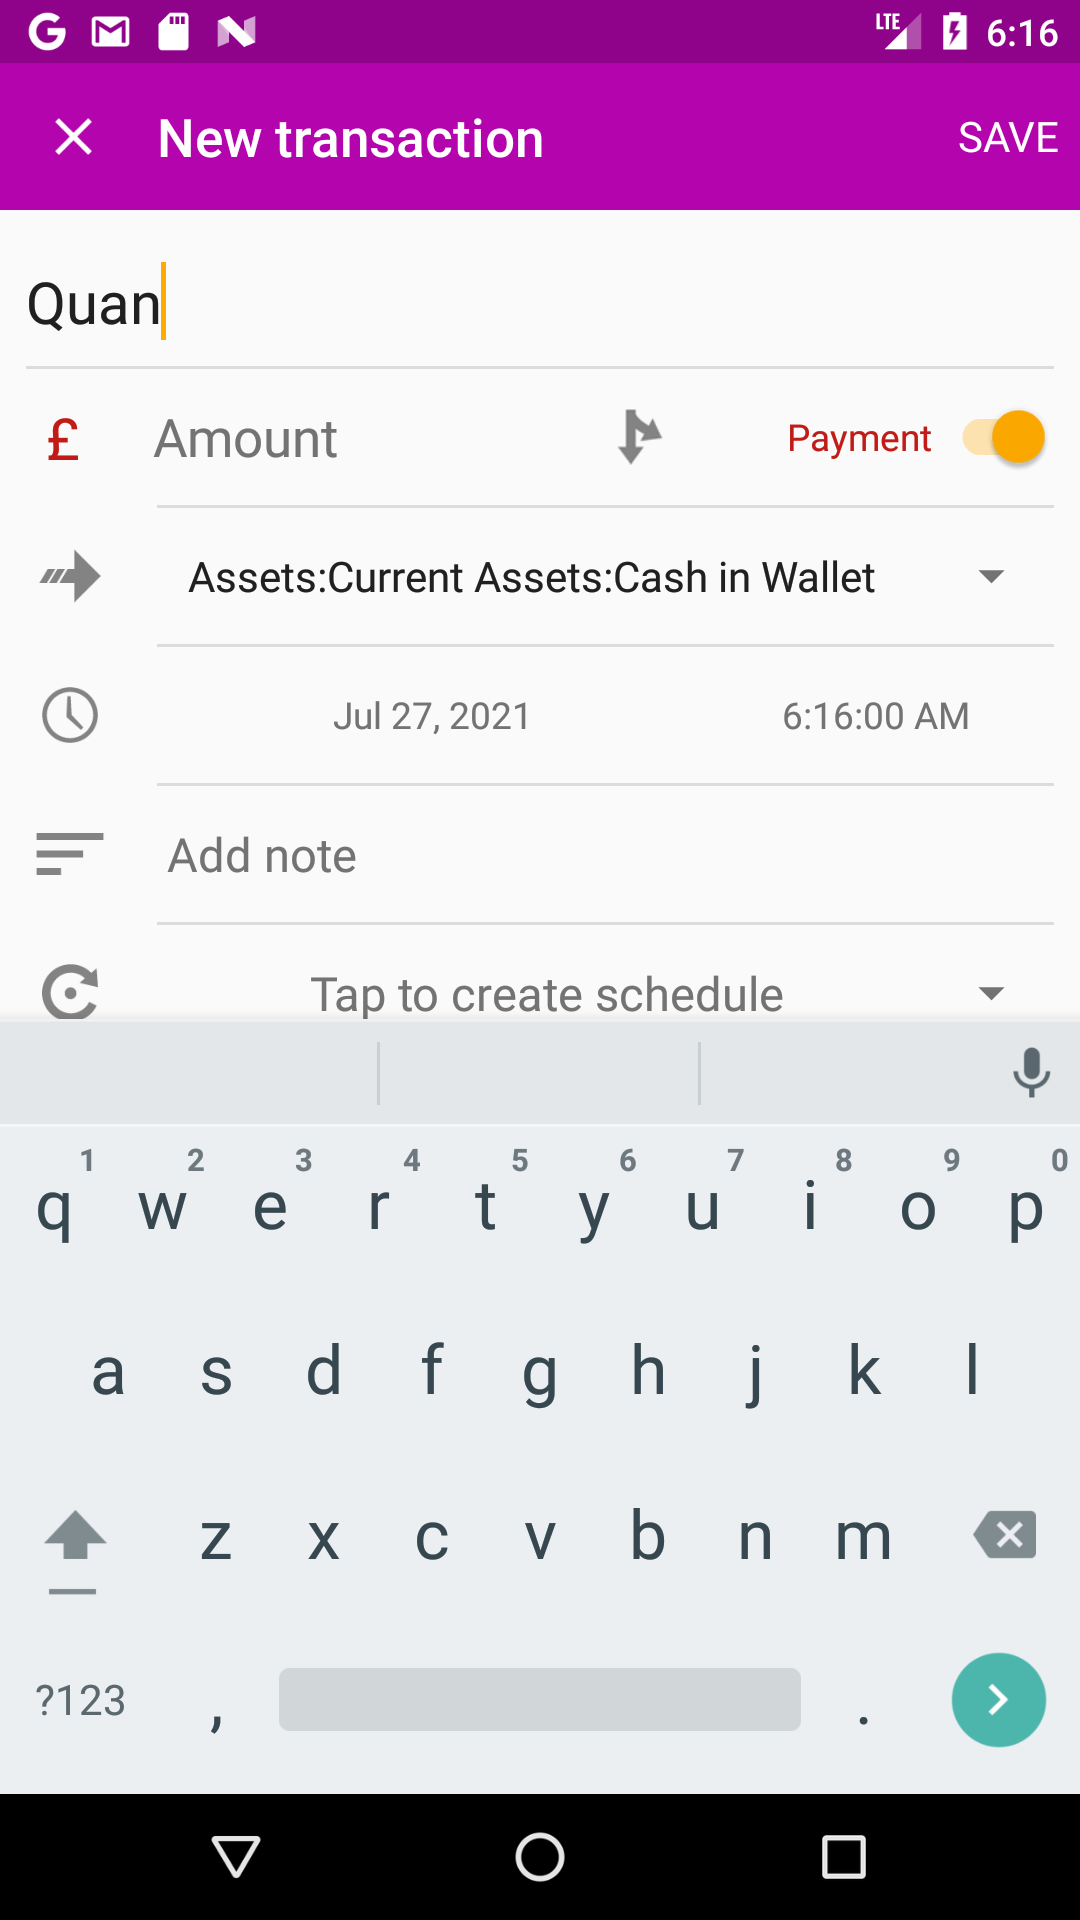 LTE 6:16
New transaction SAVE
Quan
£ Amount Payment
Assets:Current Assets:Cash in Wallet
Jul 27, 2021 6:16:00 AM
Add note
Tap to create schedule
1 2 3 4 5 6 7 8 9 0
q w e r t y u i o p
a s d f g h j k l
z x c v b n m
?123 , .